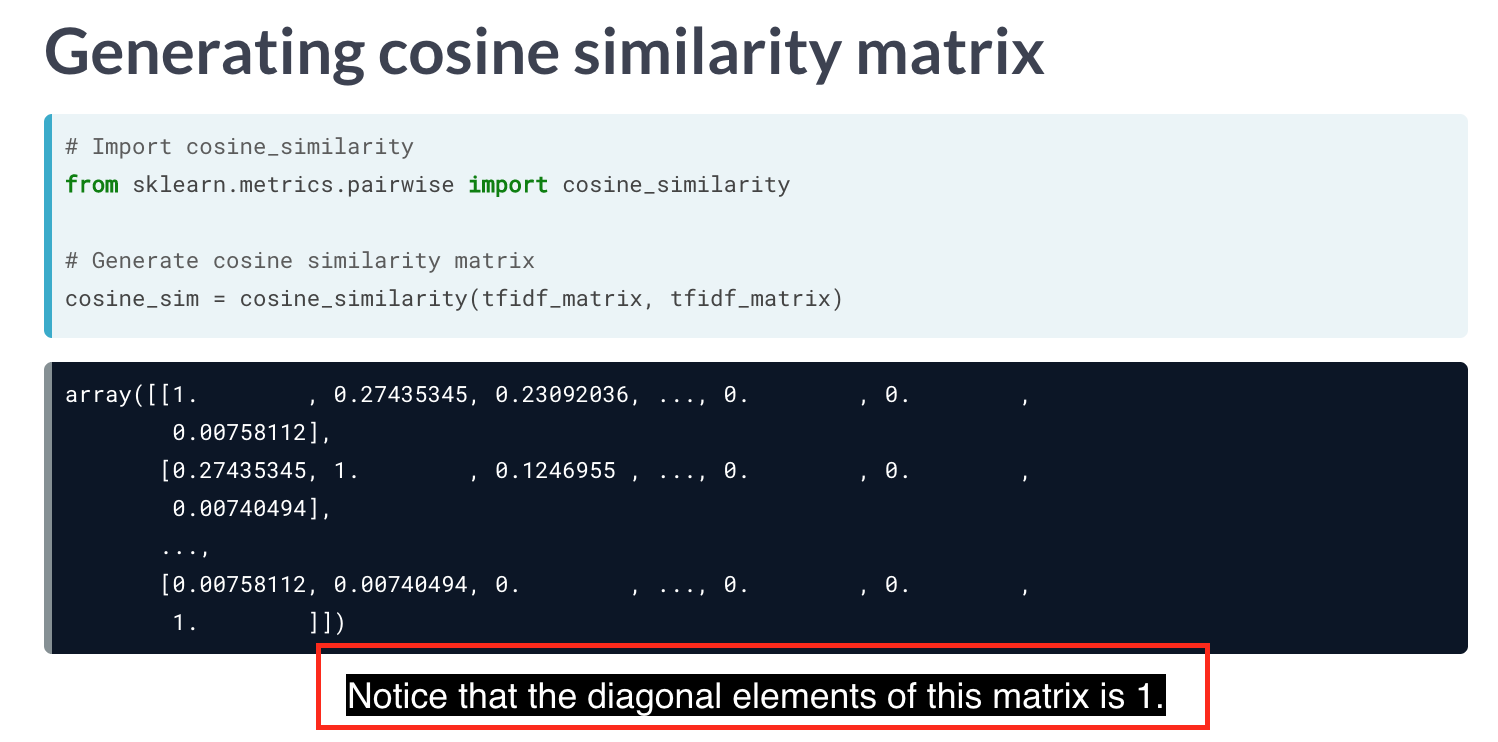 Generating cosine similarity matrix
# Import cosine_similarity
from sklearn.metrics.pairwise import cosine_similarity
# Generate cosine similarity matrix
cosine_sim = cosine_similarity(tfidf_matrix, tfidf_matrix)
array([[1.        , 0.27435345, 0.23092036, ..., 0.        , 0.        ,
        0.00758112],
       [0.27435345, 1.        , 0.1246955 , ..., 0.        , 0.        ,
        0.00740494],
       ...,
       [0.00758112, 0.00740494, 0.        , ..., 0.        , 0.        ,
        1.        ]])
Notice that the diagonal elements of this matrix is 1.